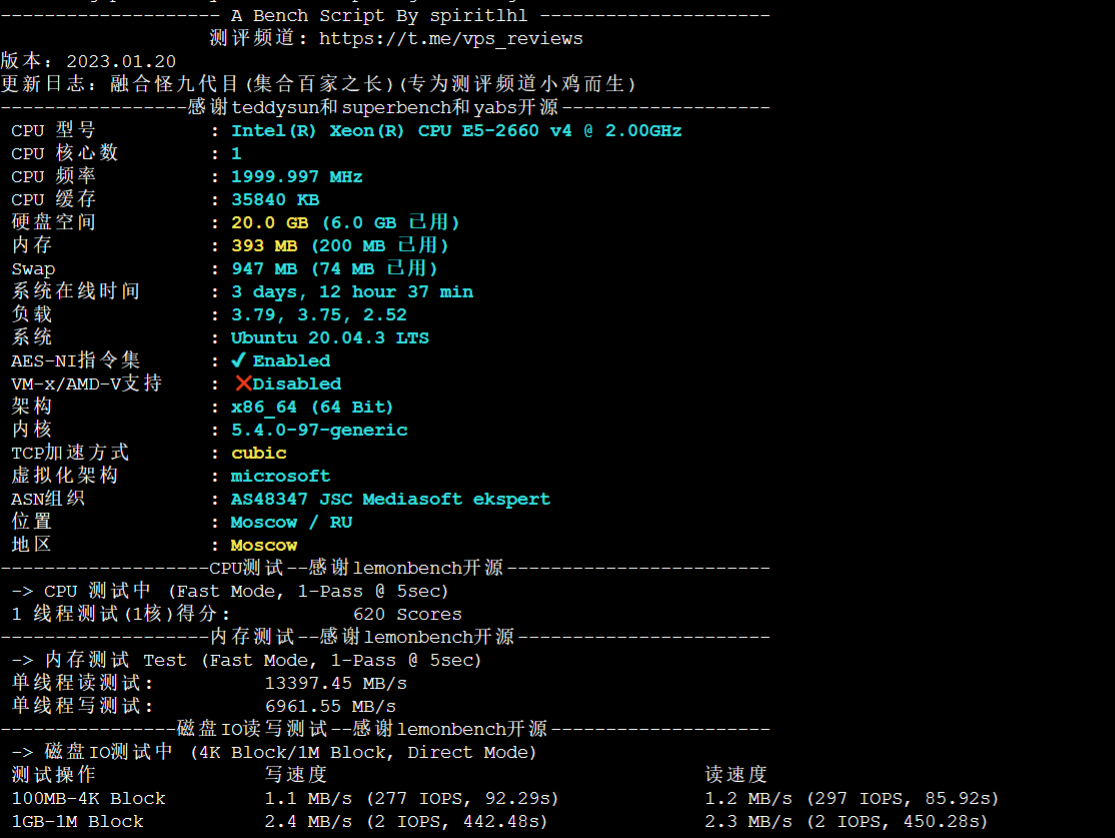 -------------------- A Bench Script By spiritlhl ---------------------
测评频道: https://t.me/vps_reviews
版本：2023.01.20
更新日志：融合怪九代目(集合百家之长)(专为测评频道小鸡而生)
-----------------感谢teddysun和superbench和yabs开源-------------------
CPU 型号 : Intel(R) Xeon(R) CPU E5-2660 v4 @ 2.00GHz
CPU 核心数 : 1
CPU 频率 : 1999.997 MHz
CPU 缓存 : 35840 KB
硬盘空间 : 20.0 GB (6.0 GB 已用)
内存 : 393 MB (200 MB 已用)
Swap : 947 MB (74 MB 已用)
系统在线时间 : 3 days, 12 hour 37 min
负载 : 3.79, 3.75, 2.52
系统 : Ubuntu 20.04.3 LTS
AES-NI指令集 : ✔ Enabled
VM-x/AMD-V支持 : ❌Disabled
架构 : x86_64 (64 Bit)
内核 : 5.4.0-97-generic
TCP加速方式 : cubic
虚拟化架构 : microsoft
ASN组织 : AS48347 JSC Mediasoft ekspert
位置 : Moscow / RU
地区 : Moscow
-------------------CPU测试--感谢lemonbench开源------------------------
-> CPU 测试中 (Fast Mode, 1-Pass @ 5sec)
1 线程测试(1核)得分: 620 Scores
-------------------内存测试--感谢lemonbench开源-----------------------
-> 内存测试 Test (Fast Mode, 1-Pass @ 5sec)
单线程读测试: 13397.45 MB/s
单线程写测试: 6961.55 MB/s
----------------磁盘IO读写测试--感谢lemonbench开源--------------------
-> 磁盘IO测试中 (4K Block/1M Block, Direct Mode)
测试操作 写速度 读速度
100MB-4K Block 1.1 MB/s (277 IOPS, 92.29s) 1.2 MB/s (297 IOPS, 85.92s)
1GB-1M Block 2.4 MB/s (2 IOPS, 442.48s) 2.3 MB/s (2 IOPS, 450.28s)